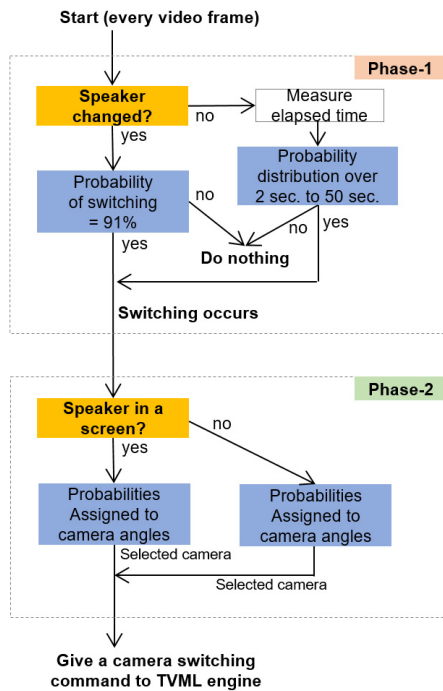 Start (every video frame)
Phase-1
Speaker
changed?
no
Measure
elapsed time
yes
Probability
of switching
= 91%
no
Probability
distribution over
2 sec. to 50 sec.
no
yes
yes
Do nothing
Switching occurs
Phase-2
Speaker in a
screen?
no
yes
Probabilities
Assigned to
camera angles
Probabilities
Assigned to
camera angles
Selected camera
Selected camera
Give a camera switching
command to TVML engine